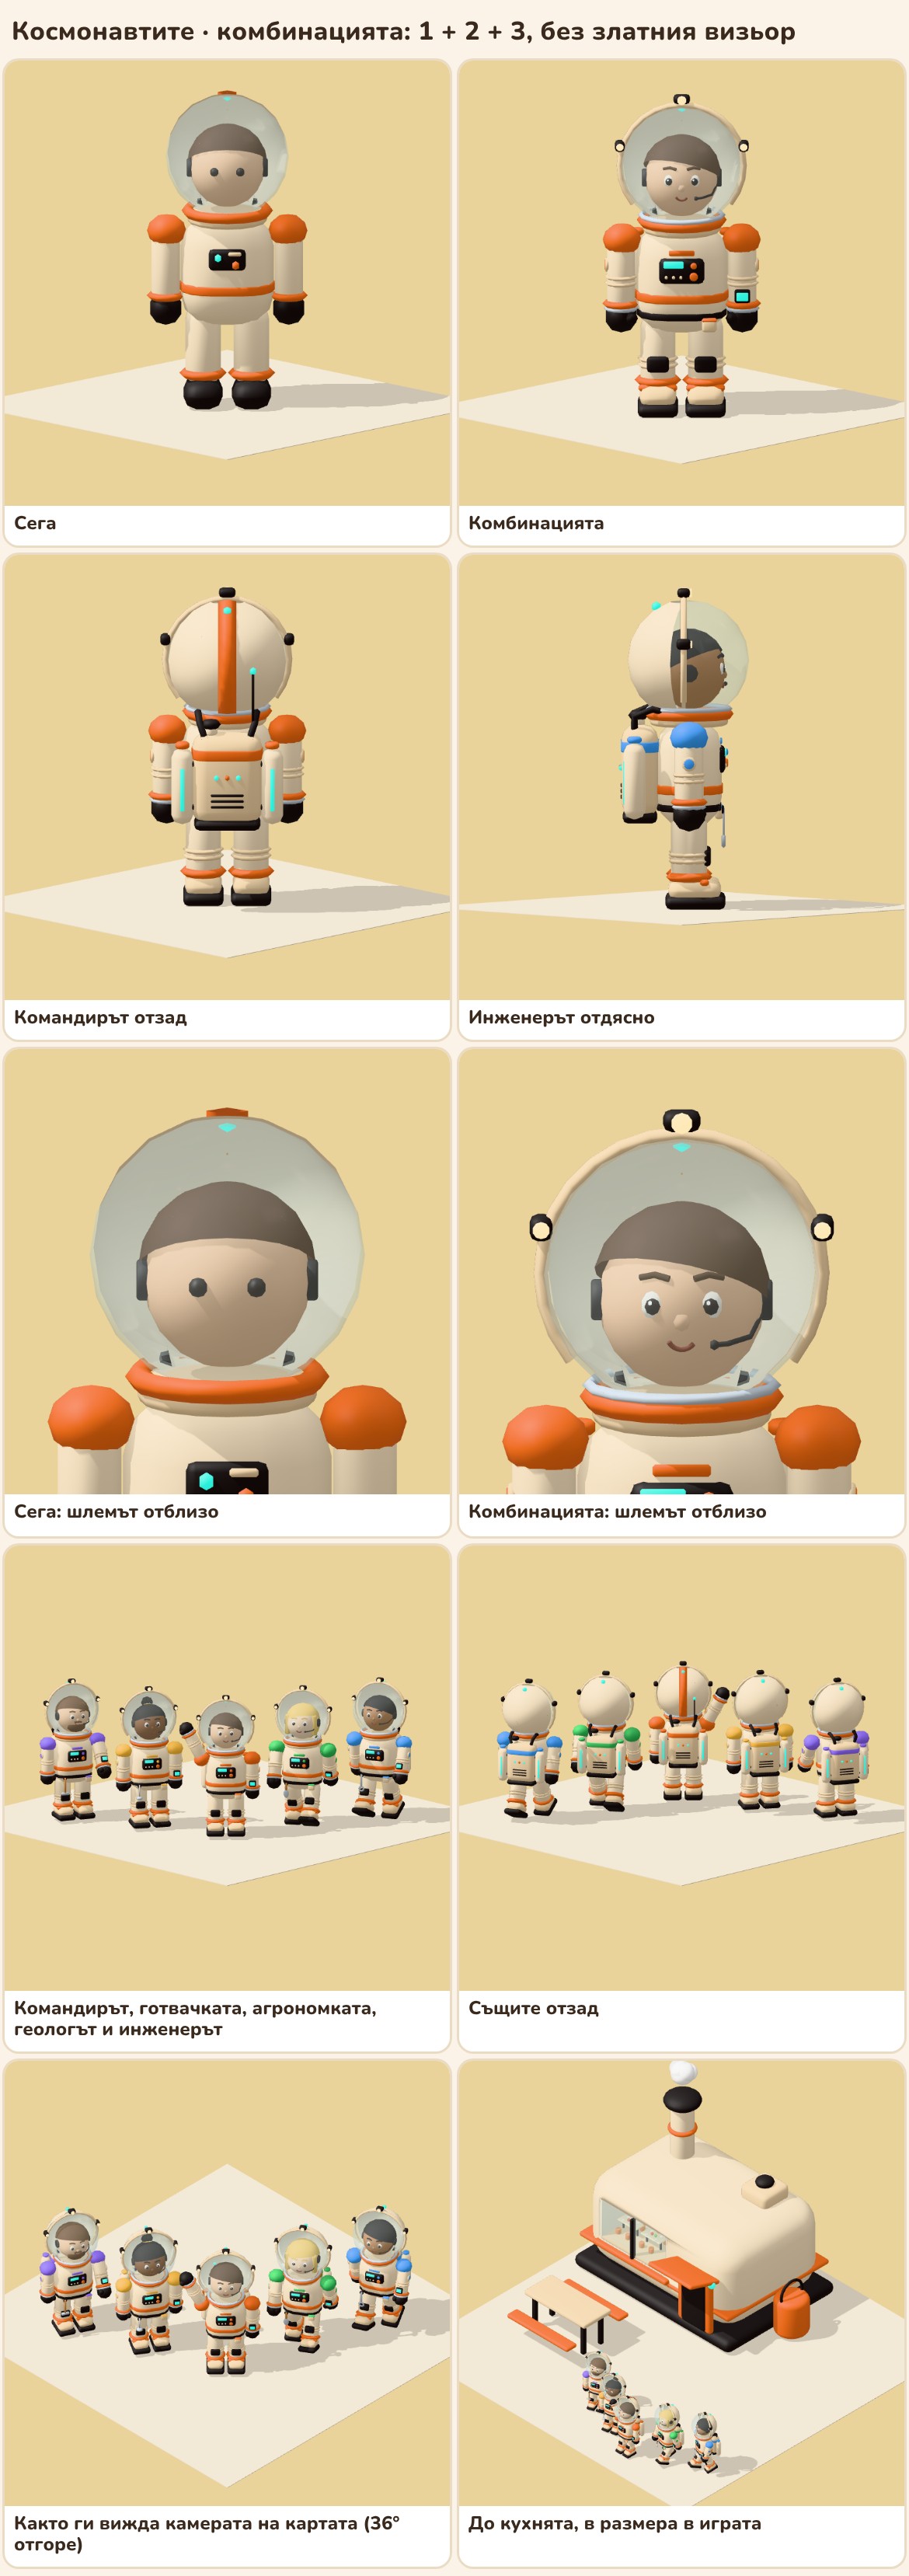 Космонавтите · комбинацията: 1 + 2 + 3, без златния визьор
Сега
Комбинацията
Командирът отзад
Инженерът отдясно
Сега: шлемът отблизо
Комбинацията: шлемът отблизо
Командирът, готвачката, агрономката,
геологът и инженерът
Същите отзад
Както ги вижда камерата на картата (36°
отгоре)
До кухнята, в размера в играта